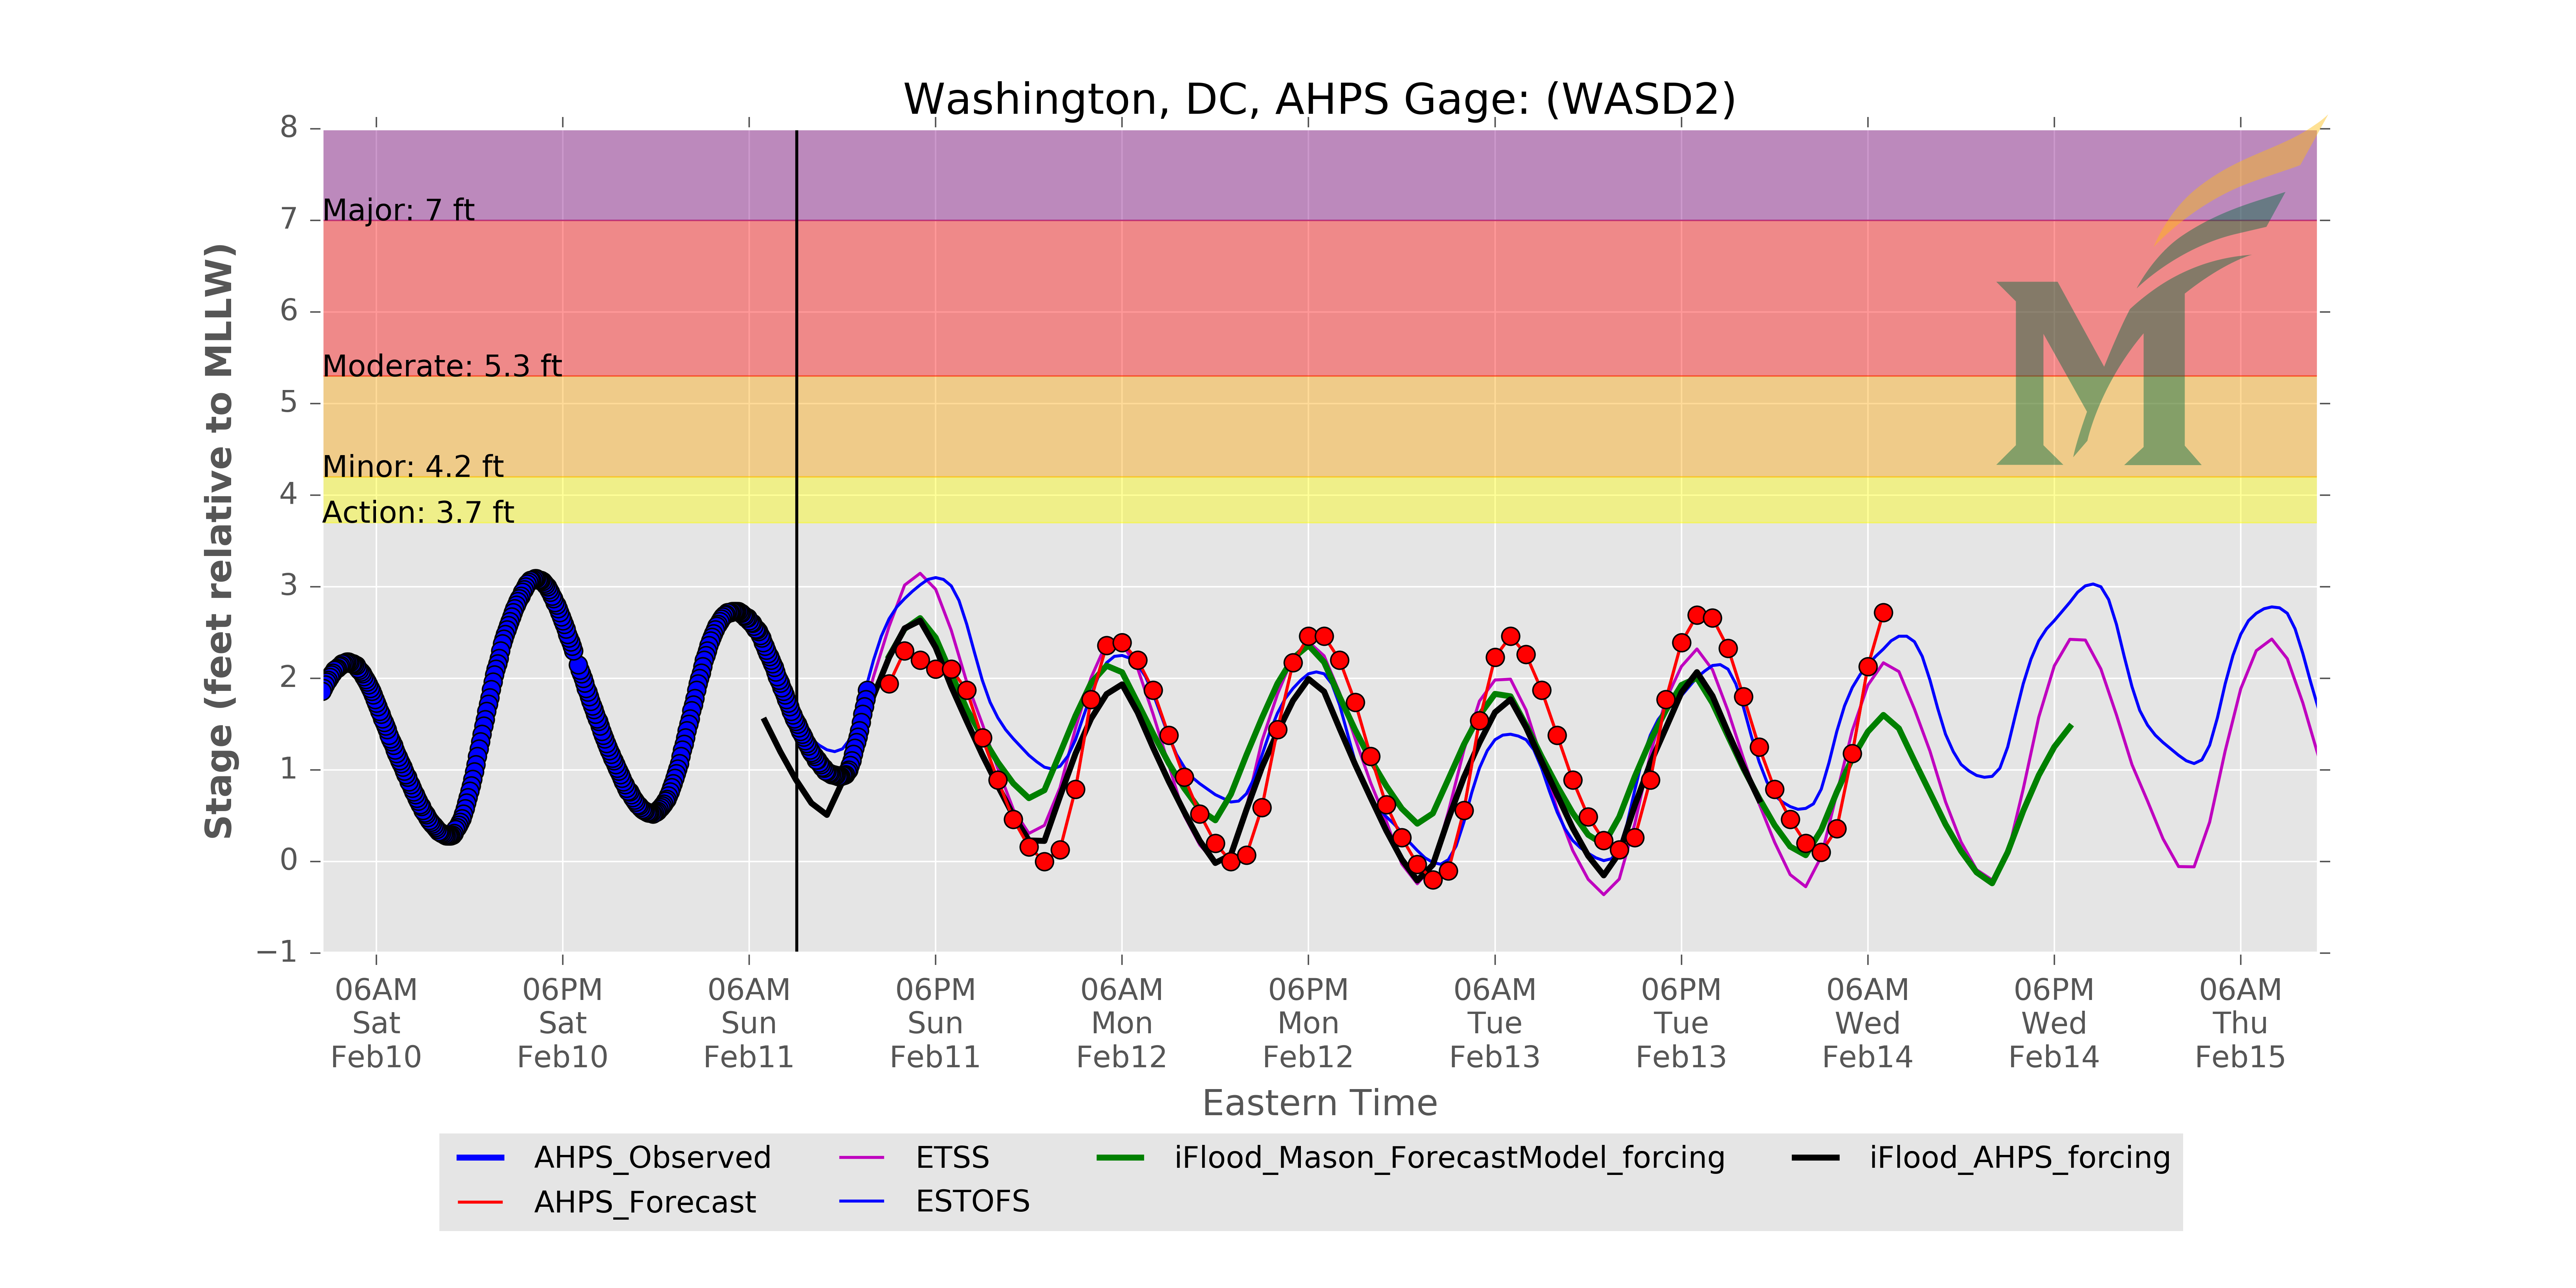 Washington, DC, AHPS Gage: (WASD2)
Stage (feet relative to MLLW)
8
7
6
5
4
3
2
1
0
−1
Major: 7 ft
Moderate: 5.3 ft
Minor: 4.2 ft
Action: 3.7 ft
06AM 06PM 06AM 06PM 06AM 06PM 06AM 06PM 06AM 06PM 06AM
Sat Sat Sun Sun Mon Mon Tue Tue Wed Wed Thu
Feb10 Feb10 Feb11 Feb11 Feb12 Feb12 Feb13 Feb13 Feb14 Feb14 Feb15
Eastern Time
AHPS_Observed ETSS iFlood_Mason_ForecastModel_forcing iFlood_AHPS_forcing
AHPS_Forecast ESTOFS
M